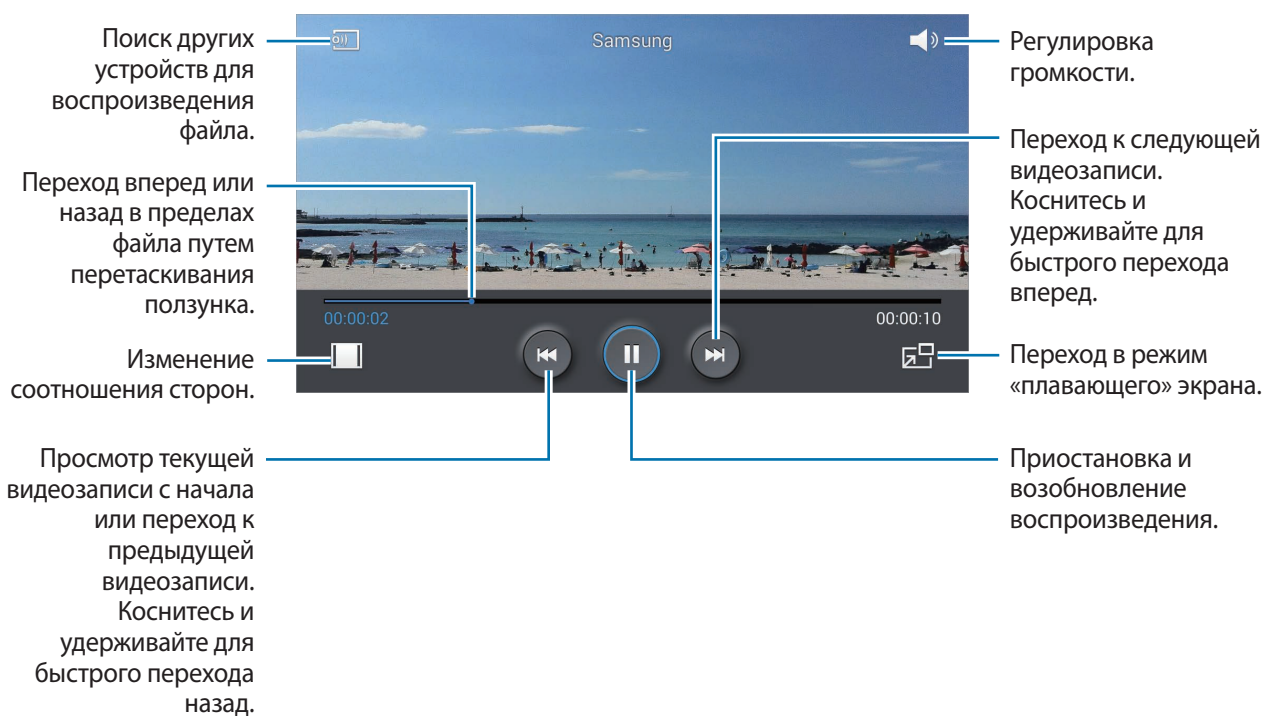 Поиск других
устройств для
воспроизведения
файла.
Переход вперед или
назад в пределах
файла путем
перетаскивания
ползунка.
Изменение
соотношения сторон.
Просмотр текущей
видеозаписи с начала
или переход к
предыдущей
видеозаписи.
Коснитесь и
удерживайте для
быстрого перехода
назад.
Samsung
00:00:02
00:00:10
Регулировка
громкости.
Переход к следующей
видеозаписи.
Коснитесь и
удерживайте для
быстрого перехода
вперед.
Переход в режим
«плавающего» экрана.
Приостановка и
возобновление
воспроизведения.